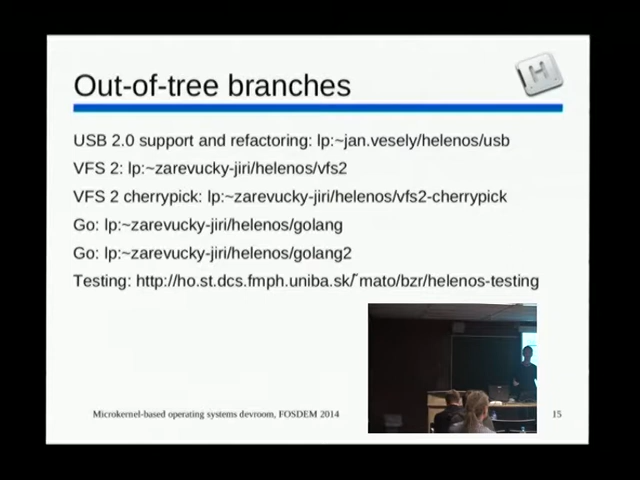 Out-of-tree branches
H
USB 2.0 support and refactoring: lp:~jan.vesely/helenos/usb
VFS 2: lp:~zarevucky-jiri/helenos/vfs2
VFS 2 cherrypick: lp:~zarevucky-jiri/helenos/vfs2-cherrypick
Go: lp:~zarevucky-jiri/helenos/golang
Go: lp:~zarevucky-jiri/helenos/golang2
Testing: http://ho.st.dcs.fmph.uniba.sk/˜mato/bzr/helenos-testing
Microkernel-based operating systems devroom, FOSDEM 2014
15